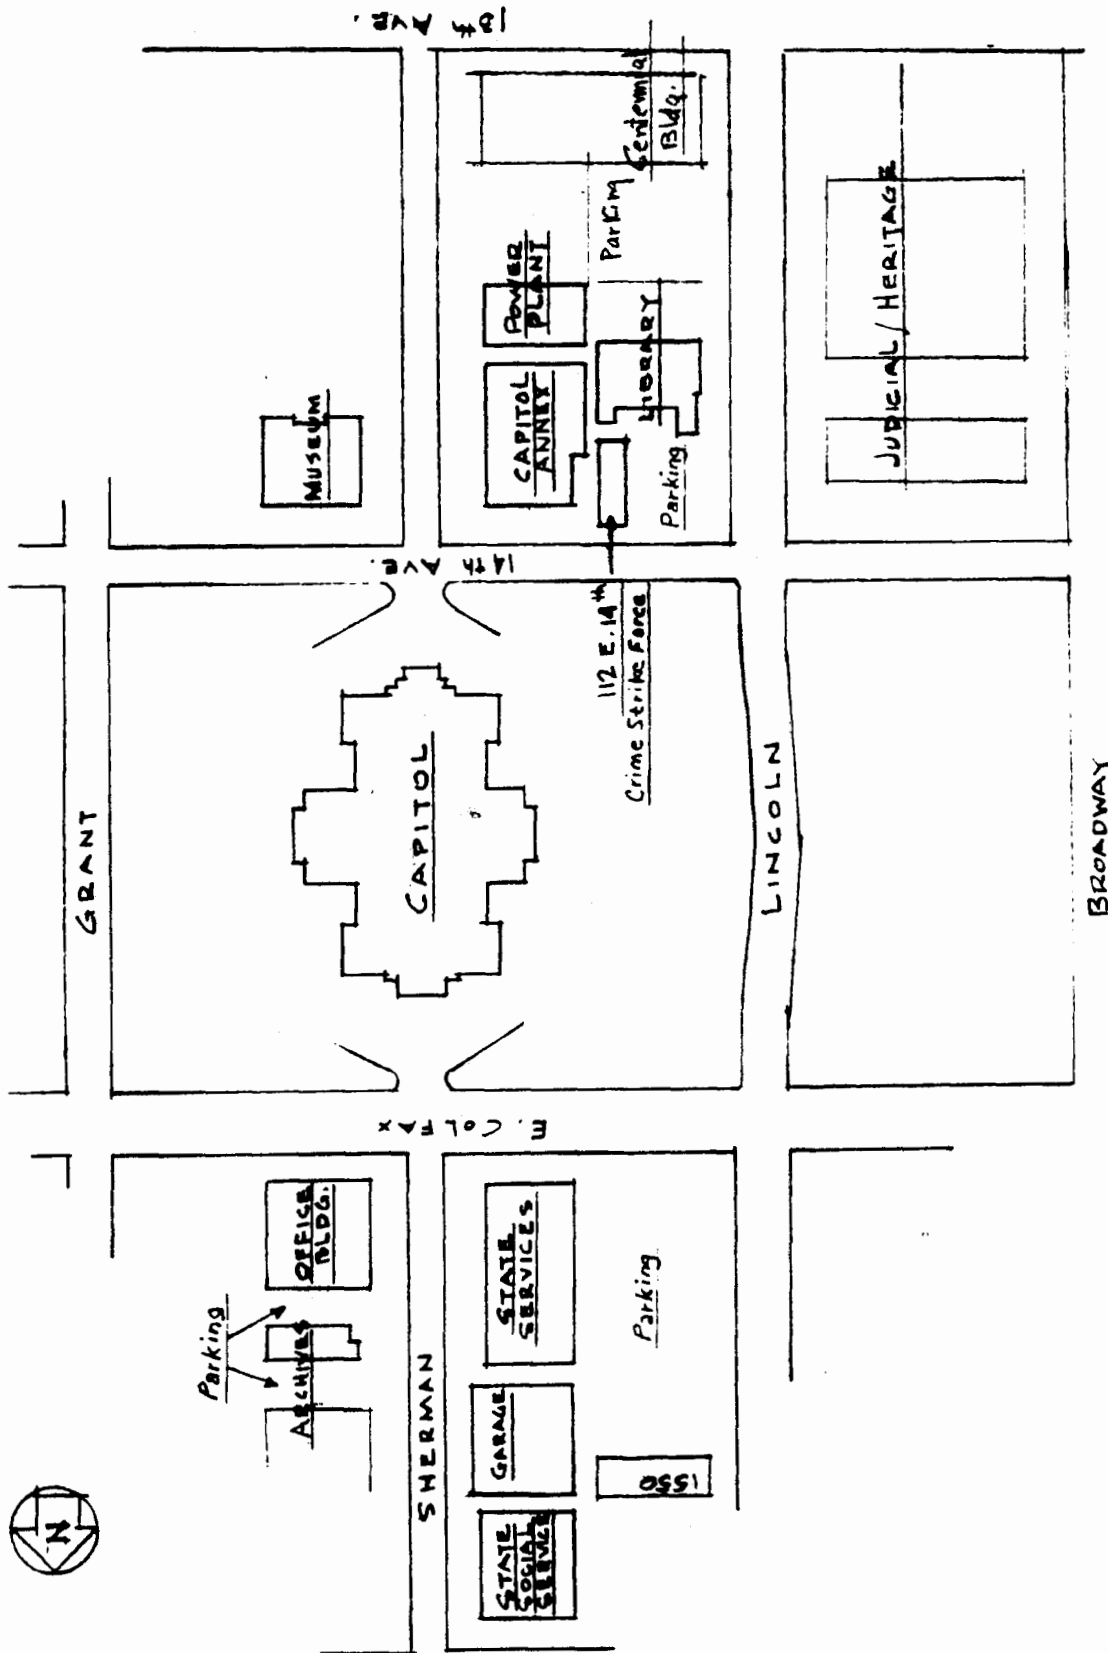 18th AVE.
Centennial
Bldg.
Parking
POWER
PLANT
LIBRARY
CAPITOL
ANNEX
MUSEUM
Parking
JUDICIAL/HERITAGE
14th AVE.
112 E. 14th
Crime Strike Force
GRANT
CAPITOL
LINCOLN
BROADWAY
E. COLFAX
OFFICE
BLDG.
Parking
ARCHIVES
SHERMAN
STATE
SERVICES
Parking
GARAGE
1550
STATE
SOCIAL
SERVICE
N